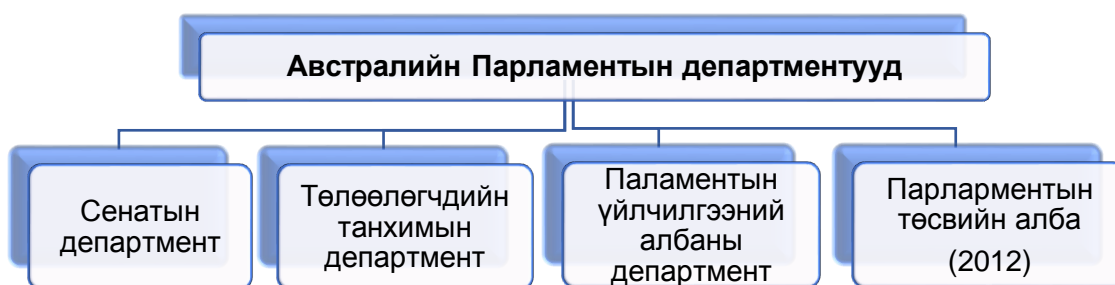 Австралийн Парламентын департментууд
Сенатын
департмент
Төлөөлөгчдийн
танхимын
департмент
Паламентын
үйлчилгээний
албаны
департмент
Парларментын
төсвийн алба
(2012)